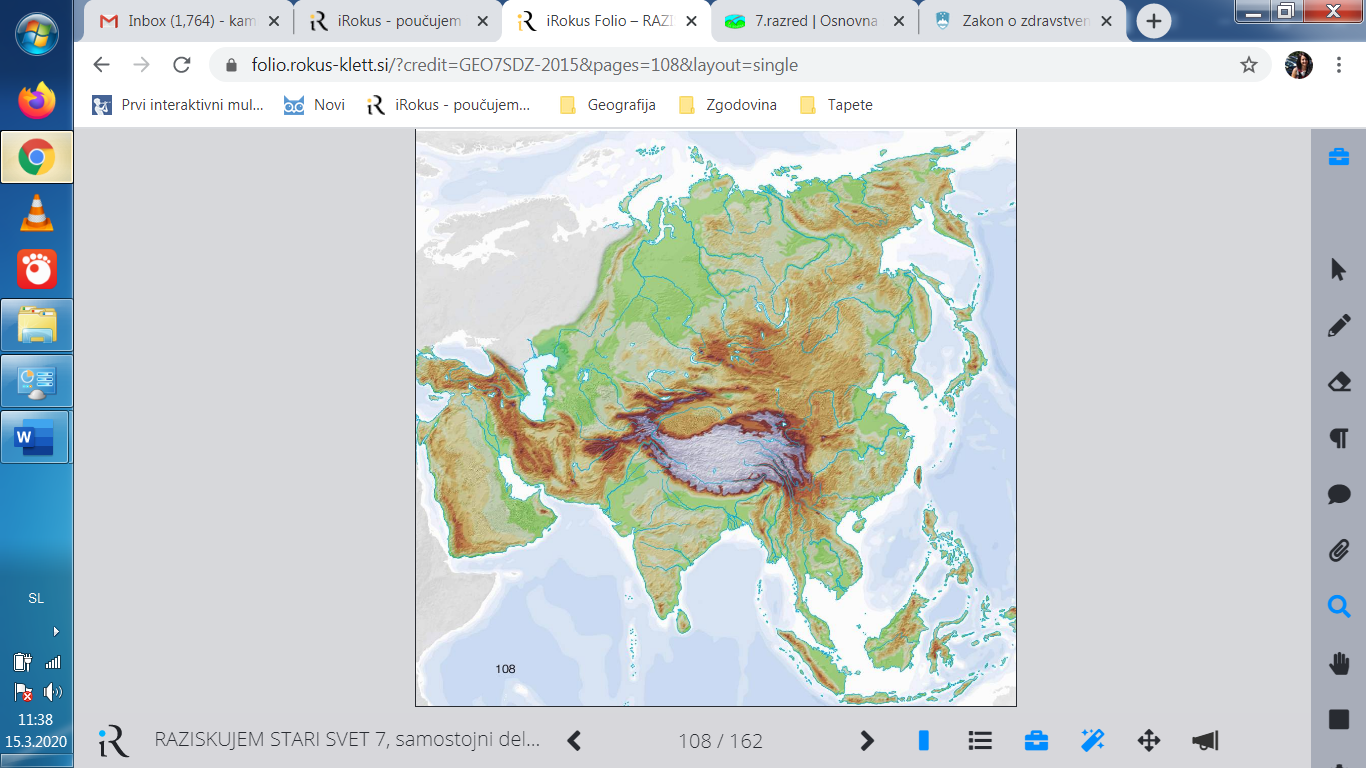 Inbox (1,764) - kam
iRokus - poučujem
iRokus Folio – RAZI
7.razred | Osnovna
Zakon o zdravstven
folio.rokus-klett.si/?credit=GEO7SDZ-2015&pages=108&layout=single
Prvi interaktivni mul...
Novi
iRokus - poučujem...
Geografija
Zgodovina
Tapete
108
SL
11:38
15.3.2020
iR
RAZISKUJEM STARI SVET 7, samostojni del...
108 / 162